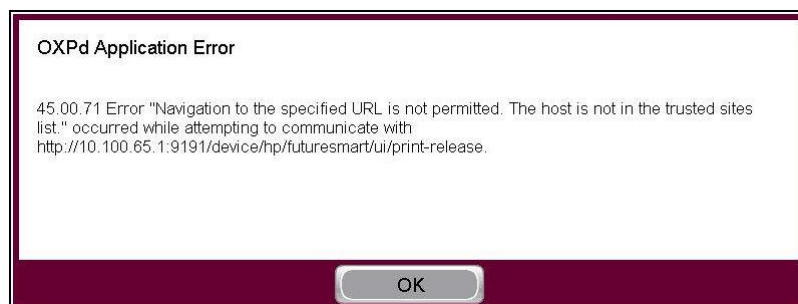 OXPd Application Error
45.00.71 Error "Navigation to the specified URL is not permitted. The host is not in the trusted sites
list." occurred while attempting to communicate with
http://10.100.65.1:9191/device/hp/futuresmart/ui/print-release.
OK